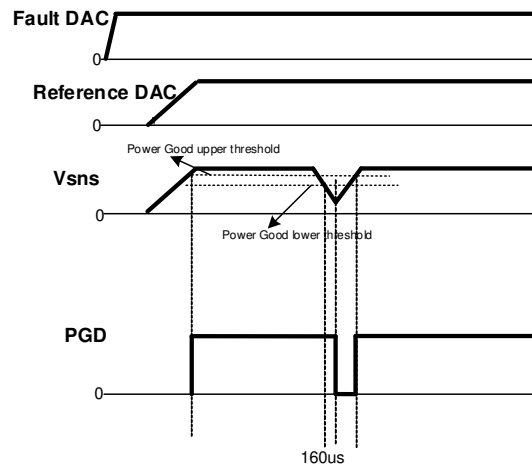 Fault DAC
0
Reference DAC
0
Power Good upper threshold
Vsns
0
Power Good lower threshold
PGD
0
160us